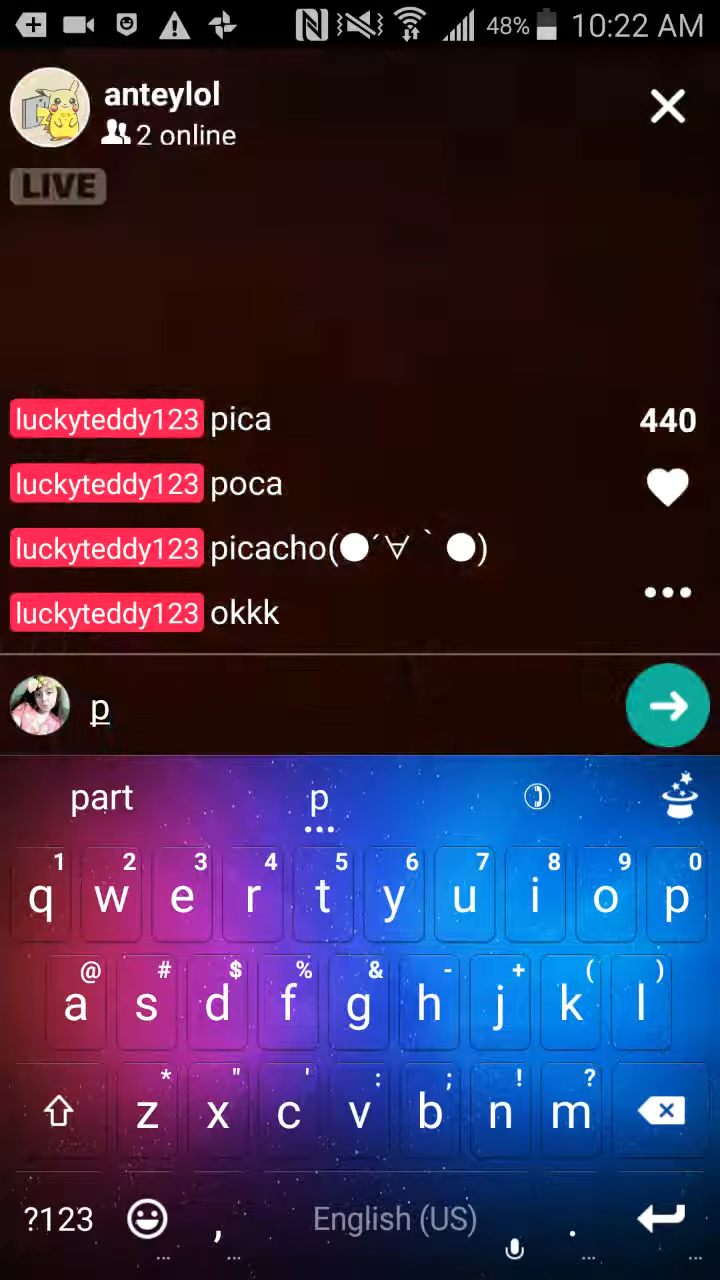 48% 10:22 AM
anteylol
2 online
LIVE
luckyteddy123 pica
440
luckyteddy123 poca
luckyteddy123 picacho(●´∀｀●)
luckyteddy123 okkk
p
part p
1 2 3 4 5 6 7 8 9 0
q w e r t y u i o p
@ # $ % & - + ( )
a s d f g h j k l
* " ' : ; ! ?
z x c v b n m
?123 , English (US) .